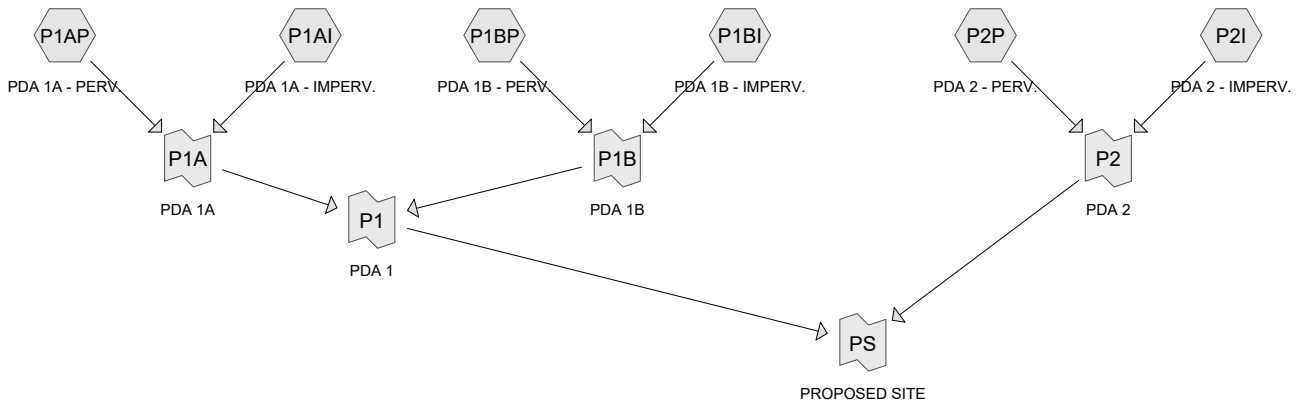 P1AP
P1AI
P1BP
P1BI
P2P
P2I
PDA 1A - PERV.
PDA 1A - IMPERV.
PDA 1B - PERV.
PDA 1B - IMPERV.
PDA 2 - PERV.
PDA 2 - IMPERV.
P1A
P1B
P2
PDA 1A
PDA 1B
PDA 2
P1
PDA 1
PS
PROPOSED SITE